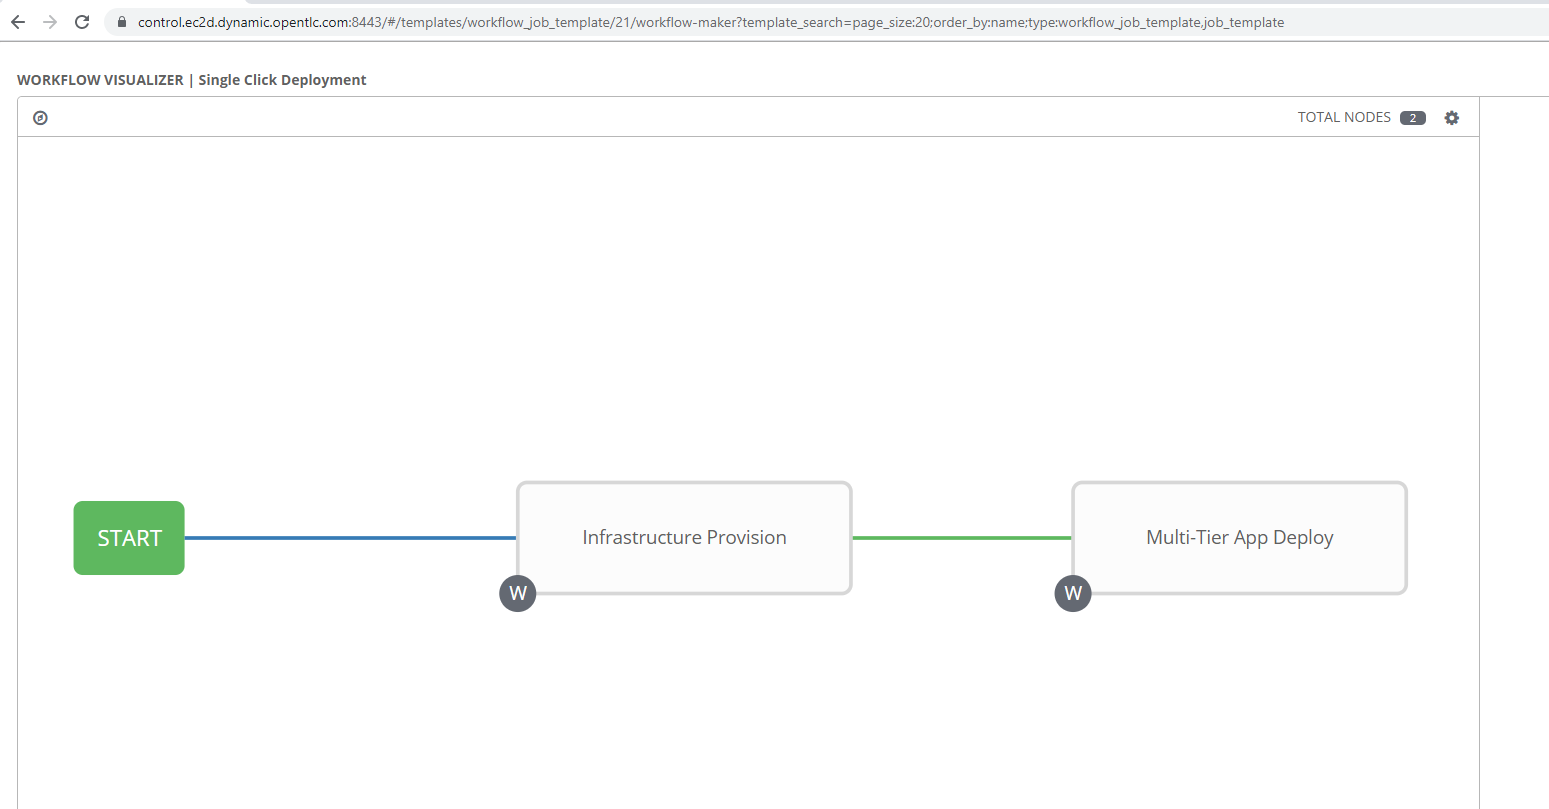 control.ec2d.dynamic.opentlc.com:8443/#/templates/workflow_job_template/21/workflow-maker?template_search=page_size:20;order_by:name;type:workflow_job_template,job_template
WORKFLOW VISUALIZER | Single Click Deployment
TOTAL NODES 2
START
Infrastructure Provision
Multi-Tier App Deploy
W
W